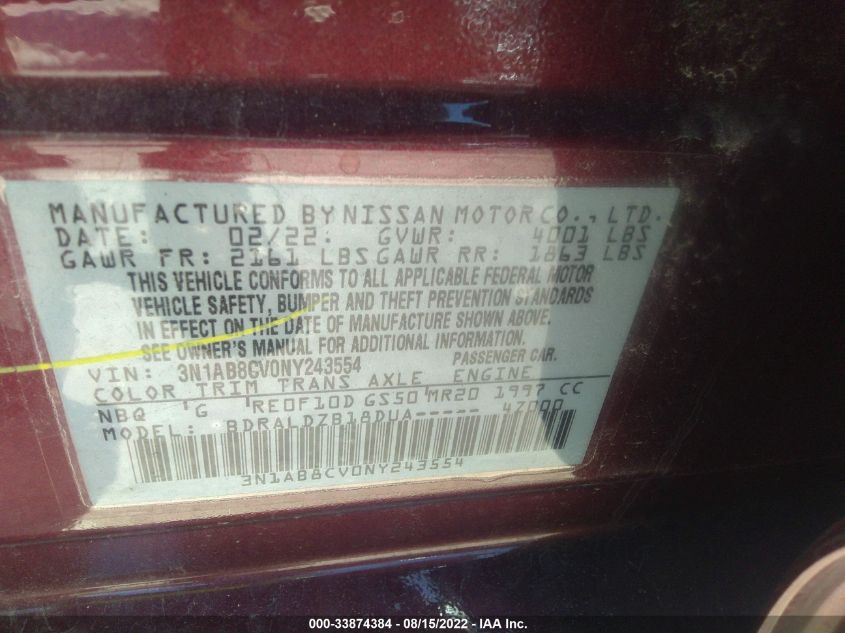 MANUFACTURED BY NISSAN MOTOR CO., LTD.
DATE: 02/22. GVWR: 4001 LBS
GAWR FR: 2161 LBS GAWR RR: 1863 LBS
THIS VEHICLE CONFORMS TO ALL APPLICABLE FEDERAL MOTOR
VEHICLE SAFETY, BUMPER AND THEFT PREVENTION STANDARDS
IN EFFECT ON THE DATE OF MANUFACTURE SHOWN ABOVE.
SEE OWNER'S MANUAL FOR ADDITIONAL INFORMATION.
VIN: 3N1AB8CV0NY243554 PASSENGER CAR.
COLOR TRIM TRANS AXLE ENGINE
NBQ 'G 'RE0F10D GS50 MR20 1997 CC
MODEL: BDRALDZB18DUA----- 47000
3N1AB8CV0NY243554
000-33874384 - 08/15/2022 - IAA Inc.